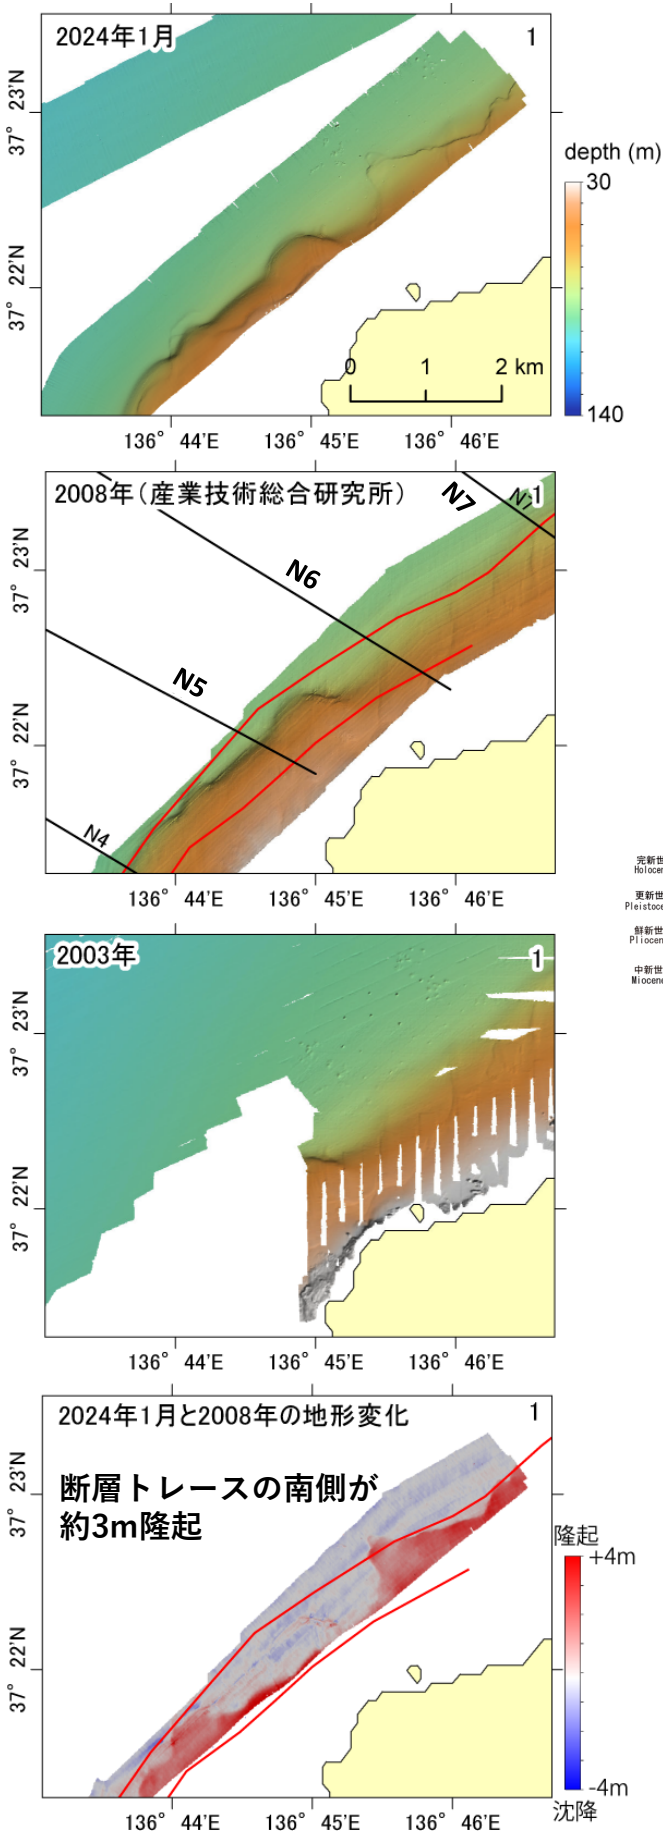 2024年1月
1
37° 23'N
37° 22'N
depth (m)
30
140
0 1 2 km
136° 44'E 136° 45'E 136° 46'E
2008年(産業技術総合研究所)
N7
N1
1
N6
N5
N4
37° 23'N
37° 22'N
136° 44'E 136° 45'E 136° 46'E
完新世
Holocen
更新世
Pleistoce
鮮新世
Pliocen
中新世
Miocene
2003年
1
37° 23'N
37° 22'N
136° 44'E 136° 45'E 136° 46'E
2024年1月と2008年の地形変化
1
断層トレースの南側が
約3m隆起
37° 23'N
37° 22'N
隆起
+4m
-4m
沈降
136° 44'E 136° 45'E 136° 46'E